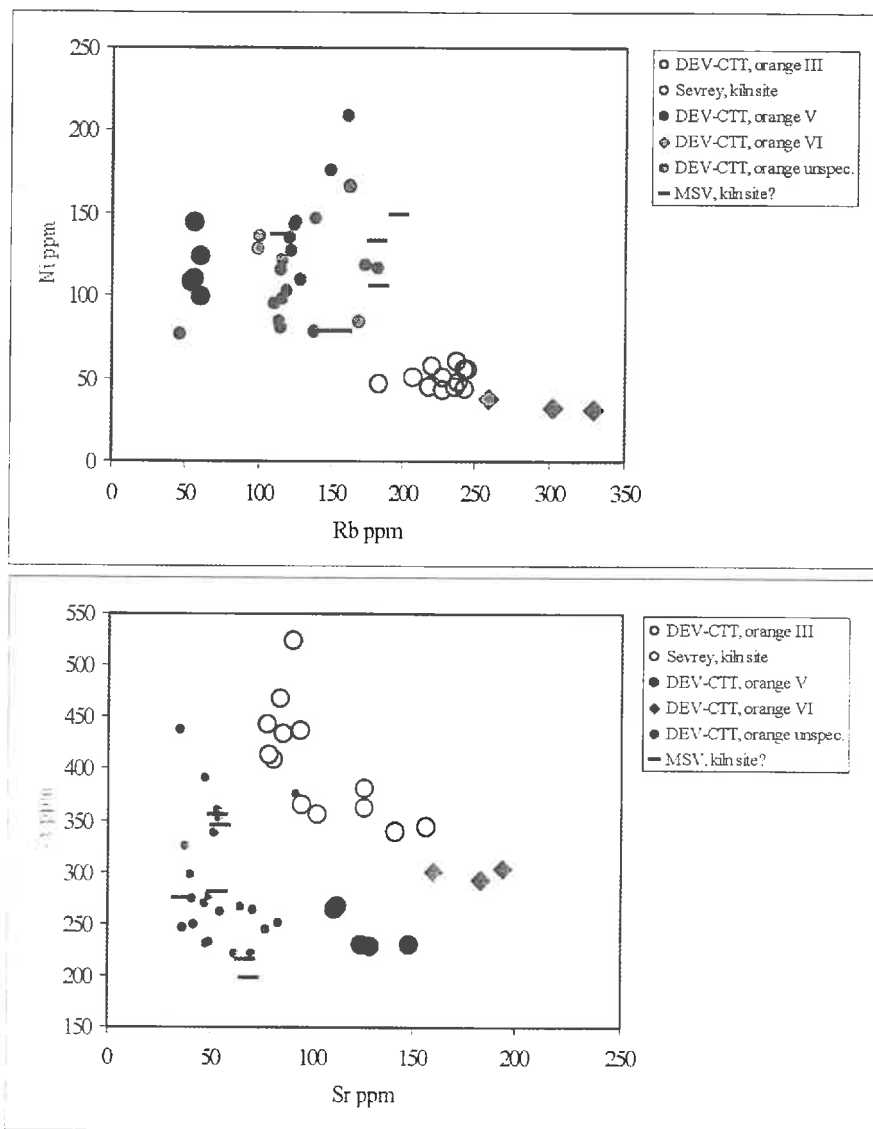 250
200
150
100
50
0
Ni ppm
0 50 100 150 200 250 300 350
Rb ppm
DEV-CTT, orange III
Sevrey, kiln site
DEV-CTT, orange V
DEV-CTT, orange VI
DEV-CTT, orange unspec.
MSV, kiln site?
550
500
450
400
350
300
250
200
150
ppm
0 50 100 150 200 250
Sr ppm
DEV-CTT, orange III
Sevrey, kiln site
DEV-CTT, orange V
DEV-CTT, orange VI
DEV-CTT, orange unspec.
MSV, kiln site?